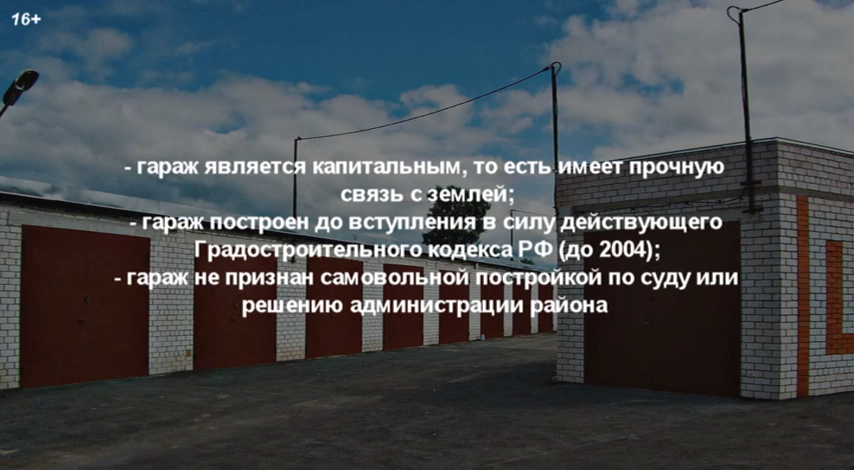 16+
- гараж является капитальным, то есть имеет прочную
связь с землей;
- гараж построен до вступления в силу действующего
Градостроительного кодекса РФ (до 2004);
- гараж не признан самовольной постройкой по суду или
решению администрации района